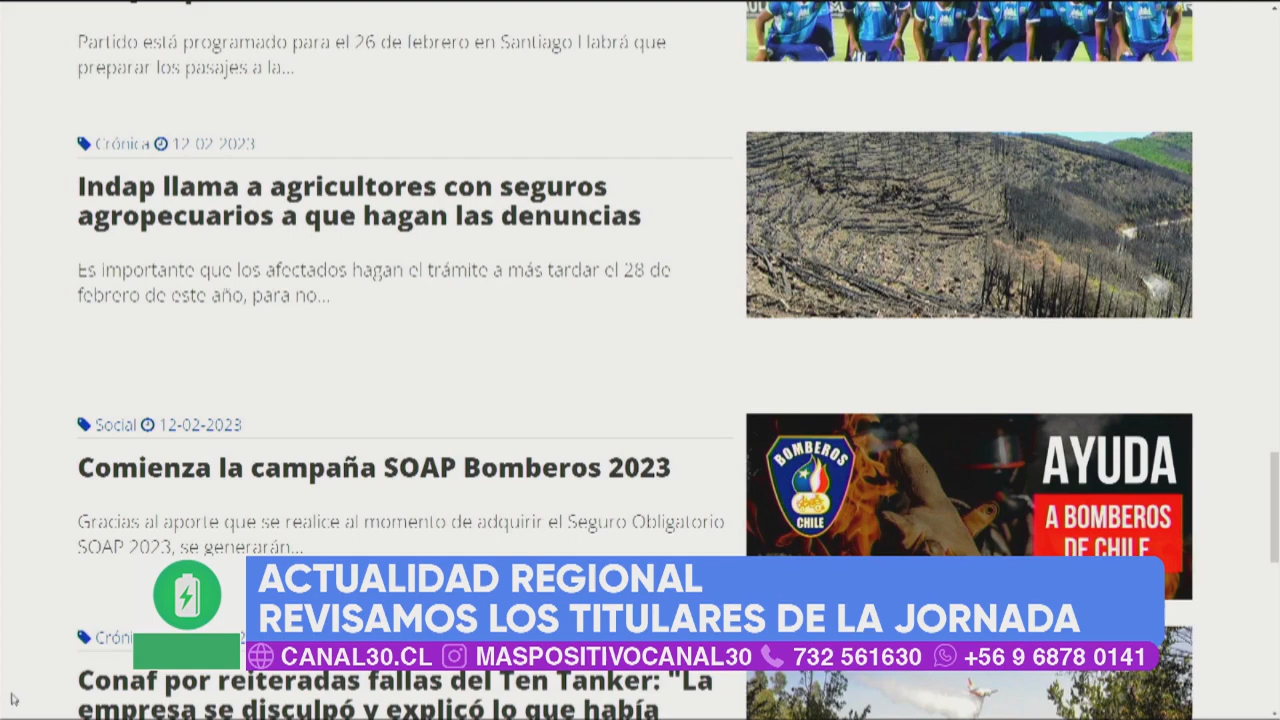 Partido está programado para el 26 de febrero en Santiago Habrá que
preparar los pasajes a la...
Crónica 12-02-2023
Indap llama a agricultores con seguros
agropecuarios a que hagan las denuncias
Es importante que los afectados hagan el trámite a más tardar el 28 de
febrero de este año, para no...
Social 12-02-2023
Comienza la campaña SOAP Bomberos 2023
Gracias al aporte que se realice al momento de adquirir el Seguro Obligatorio
SOAP 2023, se generarán...
BOMBEROS
CHILE
AYUDA
A BOMBEROS
DE CHILE
ACTUALIDAD REGIONAL
REVISAMOS LOS TITULARES DE LA JORNADA
CANAL30.CL MASPOSITIVOCANAL30 732 561630 +56 9 6878 0141
Conaf por reiteradas fallas del Ten Tanker: "La
empresa se disculpó y explicó lo que había